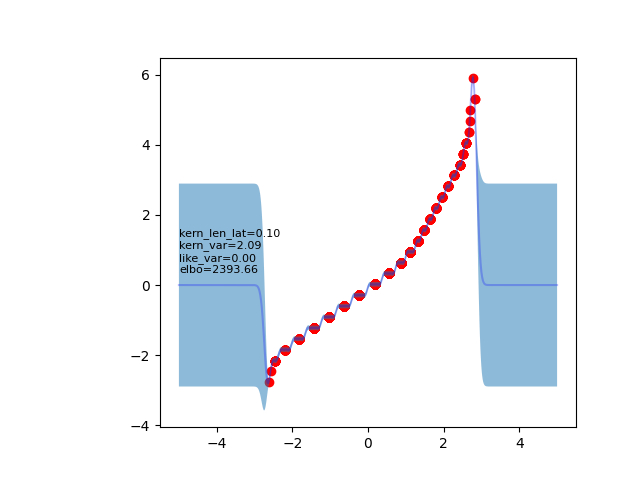 6
4
2
0
−2
−4
kern_len_lat=0.10
kern_var=2.09
like_var=0.00
elbo=2393.66
−4 −2 0 2 4